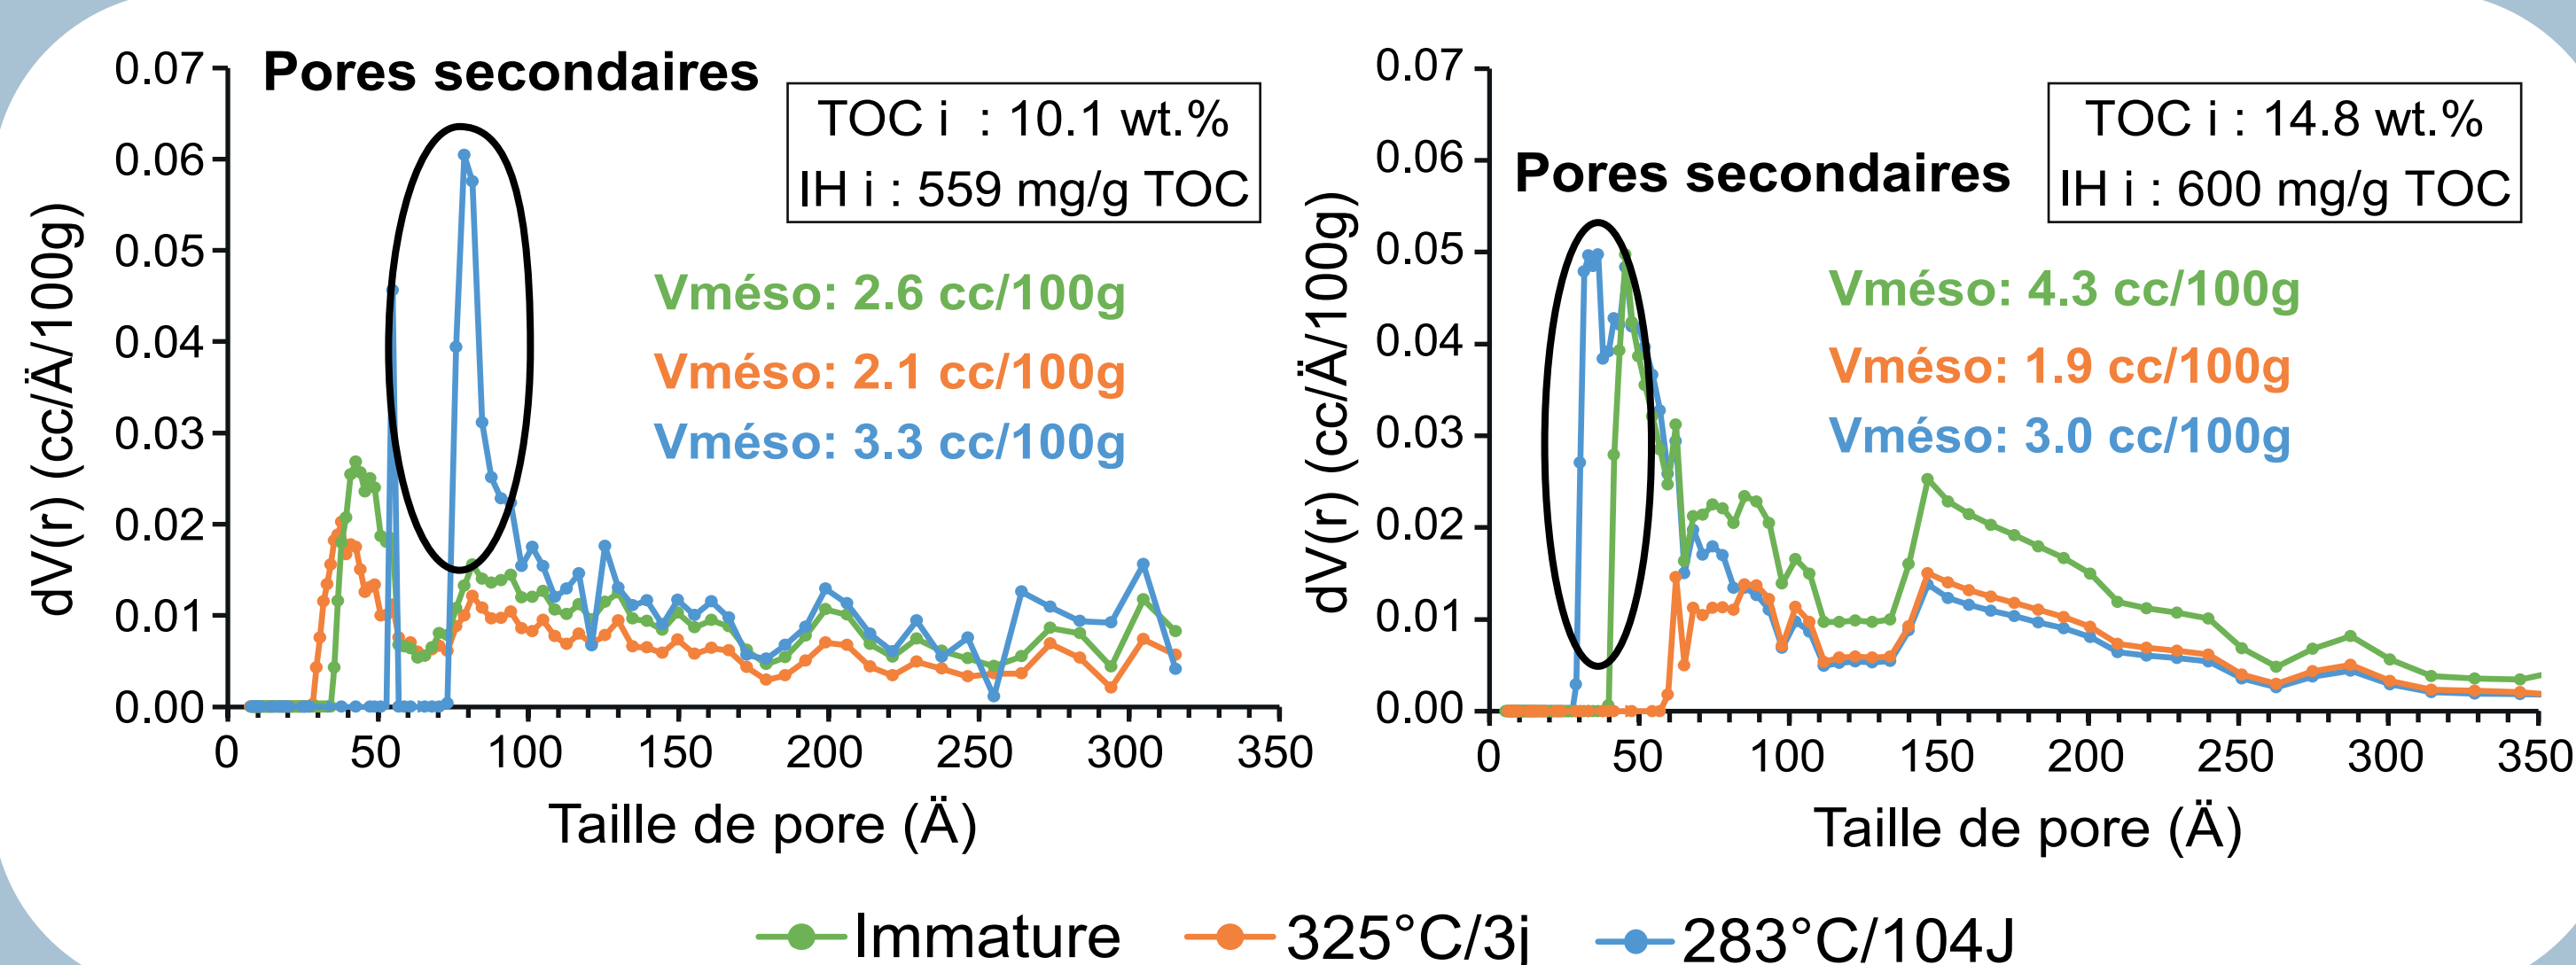 Pores secondaires
TOC i : 10.1 wt.%
IH i : 559 mg/g TOC
Vméso: 2.6 cc/100g
Vméso: 2.1 cc/100g
Vméso: 3.3 cc/100g
dV(r) (cc/Ä/100g)
0.07
0.06
0.05
0.04
0.03
0.02
0.01
0.00
0 50 100 150 200 250 300 350
Taille de pore (Ä)
Pores secondaires
TOC i : 14.8 wt.%
IH i : 600 mg/g TOC
Vméso: 4.3 cc/100g
Vméso: 1.9 cc/100g
Vméso: 3.0 cc/100g
dV(r) (cc/Ä/100g)
0.07
0.06
0.05
0.04
0.03
0.02
0.01
0.00
0 50 100 150 200 250 300 350
Taille de pore (Ä)
Immature 325°C/3j 283°C/104J